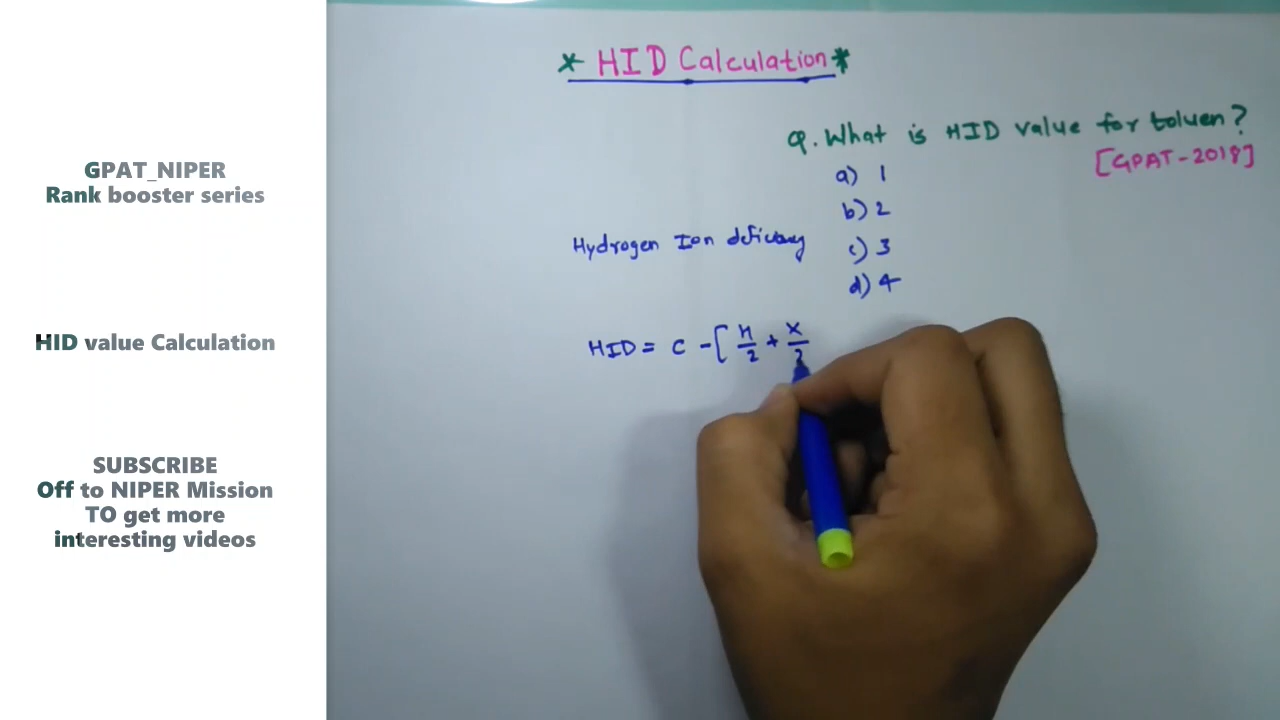 GPAT_NIPER
Rank booster series
HID value Calculation
SUBSCRIBE
Off to NIPER Mission
TO get more
interesting videos
* HID Calculation *
Q. What is HID value for toluen?
[GPAT-2018]
a) 1
b) 2
c) 3
d) 4
Hydrogen Ion
HID = C - [ H/2 + X/2